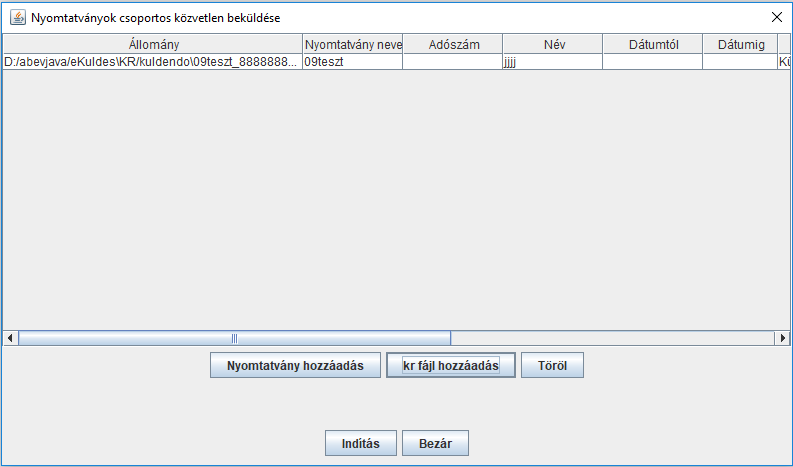 Nyomtatványok csoportos közvetlen beküldése
Állomány Nyomtatvány neve Adószám Név Dátumtól Dátumig
D:/abevjava/eKuldes\KR/kuldendo\09teszt_8888888... 09teszt jjjj Kü
Nyomtatvány hozzáadás kr fájl hozzáadás Töröl
Indítás Bezár